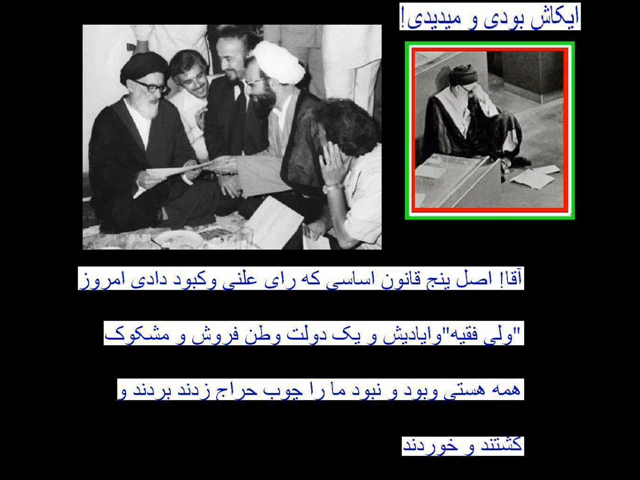 ایکاش بودی و میدیدی!
آقا! اصل پنج قانون اساسی که رای علنی وکبود دادی امروز
"ولی فقیه"وایادیش و یک دولت وطن فروش و مشکوک
همه هستی وبود و نبود ما را چوب حراج زدند بردند و
کشتند و خوردند